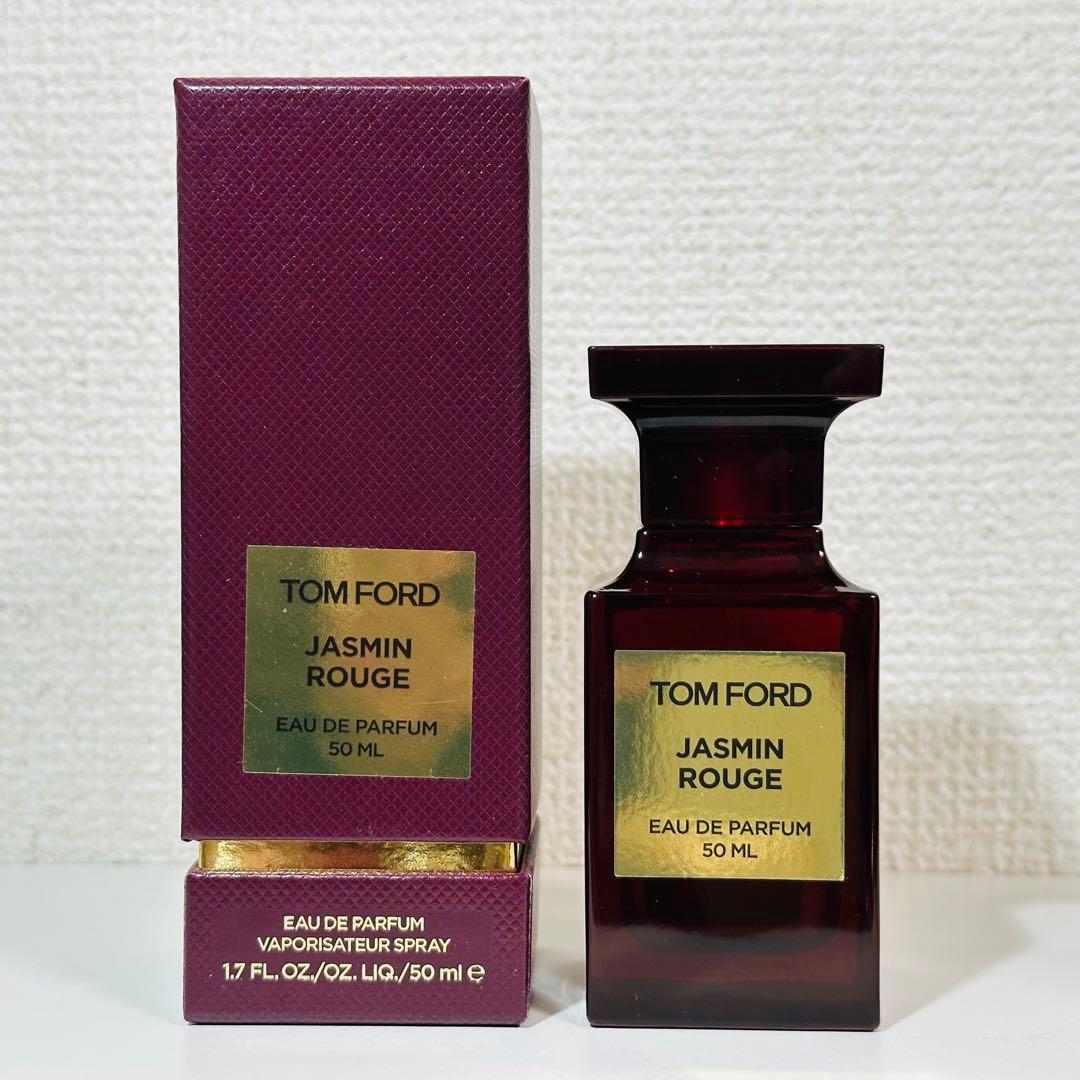 TOM FORD
JASMIN
ROUGE
EAU DE PARFUM
50 ML
EAU DE PARFUM
VAPORISATEUR SPRAY
1.7 FL. OZ./OZ. LIQ./50 ml ℮
TOM FORD
JASMIN
ROUGE
EAU DE PARFUM
50 ML